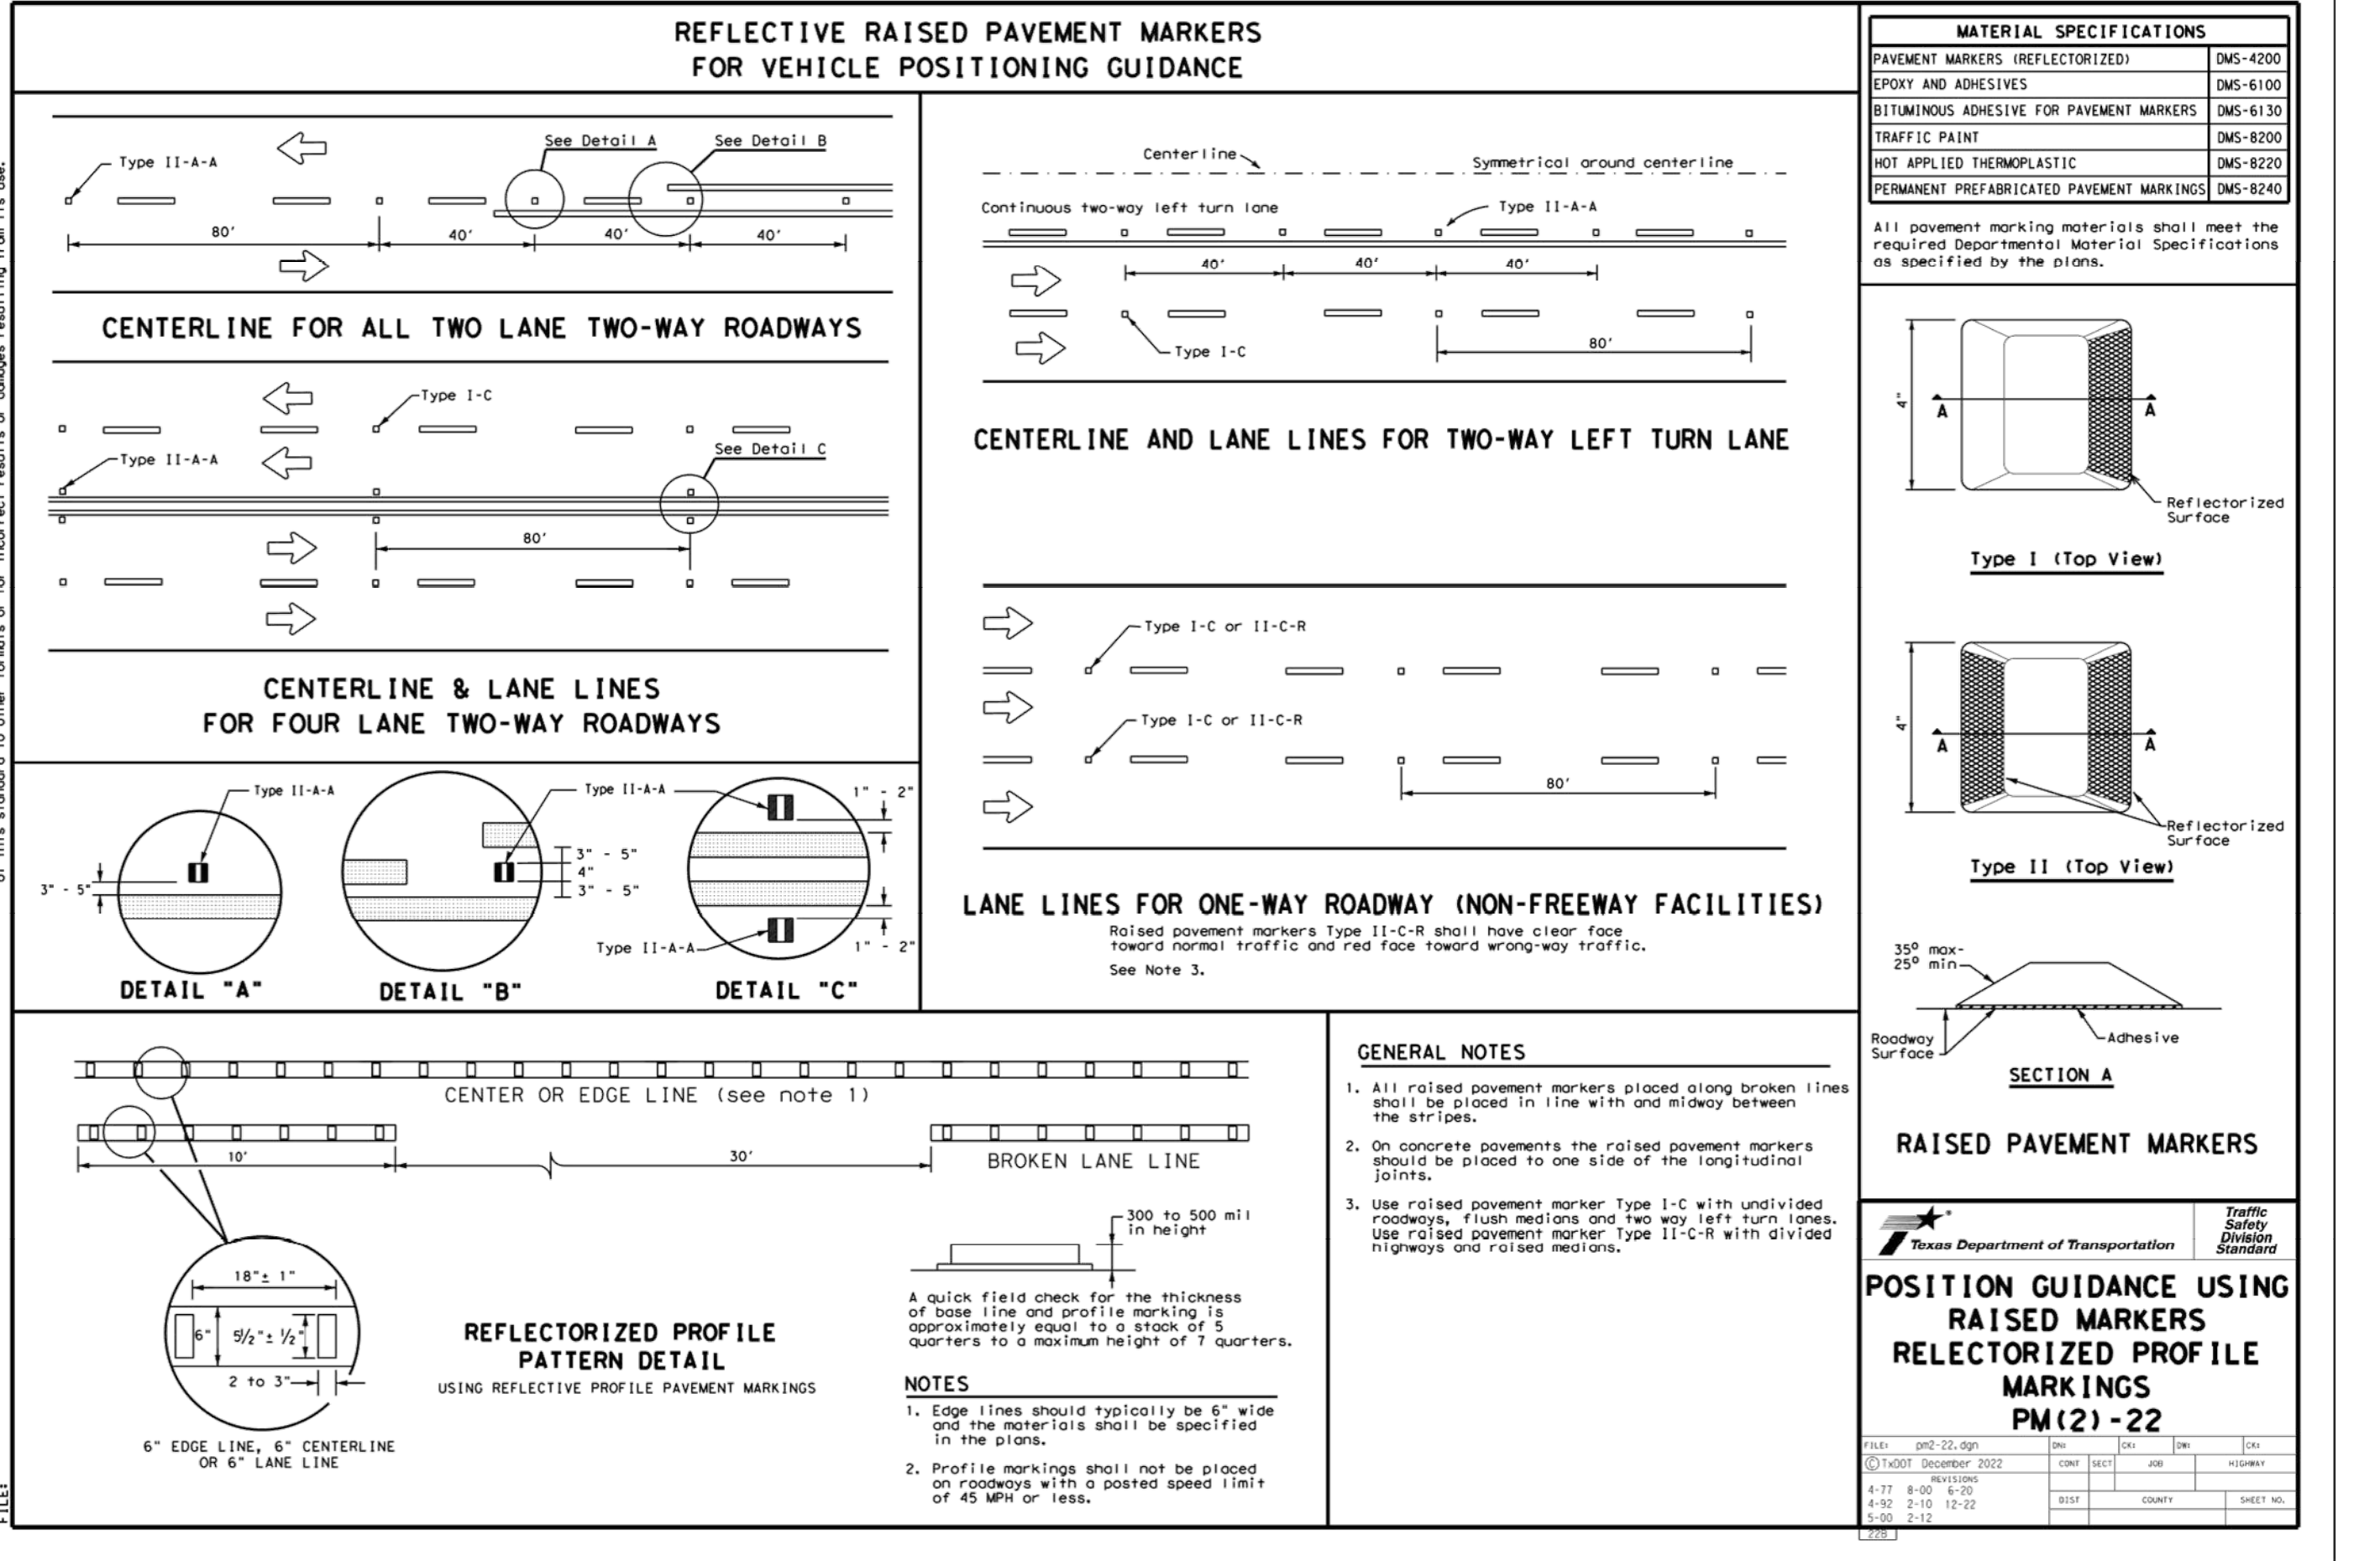 REFLECTIVE RAISED PAVEMENT MARKERS
FOR VEHICLE POSITIONING GUIDANCE
Type II-A-A
See Detail A
See Detail B
80'
40'
40'
40'
CENTERLINE FOR ALL TWO LANE TWO-WAY ROADWAYS
Type I-C
Type II-A-A
See Detail C
80'
CENTERLINE & LANE LINES
FOR FOUR LANE TWO-WAY ROADWAYS
Type II-A-A
3" - 5"
DETAIL "A"
Type II-A-A
3" - 5"
4"
3" - 5"
DETAIL "B"
1" - 2"
Type II-A-A
1" - 2"
DETAIL "C"
Centerline
Symmetrical around centerline
Continuous two-way left turn lane
Type II-A-A
40'
40'
40'
Type I-C
80'
CENTERLINE AND LANE LINES FOR TWO-WAY LEFT TURN LANE
Type I-C or II-C-R
Type I-C or II-C-R
80'
LANE LINES FOR ONE-WAY ROADWAY (NON-FREEWAY FACILITIES)
Raised pavement markers Type II-C-R shall have clear face
toward normal traffic and red face toward wrong-way traffic.
See Note 3.
CENTER OR EDGE LINE (see note 1)
10'
30'
BROKEN LANE LINE
18"± 1"
6"
5½"± ½"
2 to 3"
6" EDGE LINE, 6" CENTERLINE
OR 6" LANE LINE
REFLECTORIZED PROFILE
PATTERN DETAIL
USING REFLECTIVE PROFILE PAVEMENT MARKINGS
300 to 500 mil
in height
A quick field check for the thickness
of base line and profile marking is
approximately equal to a stack of 5
quarters to a maximum height of 7 quarters.
NOTES
1. Edge lines should typically be 6" wide
and the materials shall be specified
in the plans.
2. Profile markings shall not be placed
on roadways with a posted speed limit
of 45 MPH or less.
GENERAL NOTES
1. All raised pavement markers placed along broken lines
shall be placed in line with and midway between
the stripes.
2. On concrete pavements the raised pavement markers
should be placed to one side of the longitudinal
joints.
3. Use raised pavement marker Type I-C with undivided
roadways, flush medians and two way left turn lanes.
Use raised pavement marker Type II-C-R with divided
highways and raised medians.
MATERIAL SPECIFICATIONS
PAVEMENT MARKERS (REFLECTORIZED) DMS-4200
EPOXY AND ADHESIVES DMS-6100
BITUMINOUS ADHESIVE FOR PAVEMENT MARKERS DMS-6130
TRAFFIC PAINT DMS-8200
HOT APPLIED THERMOPLASTIC DMS-8220
PERMANENT PREFABRICATED PAVEMENT MARKINGS DMS-8240
All pavement marking materials shall meet the
required Departmental Material Specifications
as specified by the plans.
4"
A
A
Reflectorized
Surface
Type I (Top View)
4"
A
A
Reflectorized
Surface
Type II (Top View)
35° max-
25° min
Roadway
Surface
Adhesive
SECTION A
RAISED PAVEMENT MARKERS
Texas Department of Transportation
Traffic
Safety
Division
Standard
POSITION GUIDANCE USING
RAISED MARKERS
RELECTORIZED PROFILE
MARKINGS
PM(2)-22
FILE: pm2-22.dgn DN: CK: DW: CK:
© TxDOT December 2022 CONT SECT JOB HIGHWAY
REVISIONS
4-77 8-00 6-20
4-92 2-10 12-22
5-00 2-12
DIST COUNTY SHEET NO.
22B
FILE: